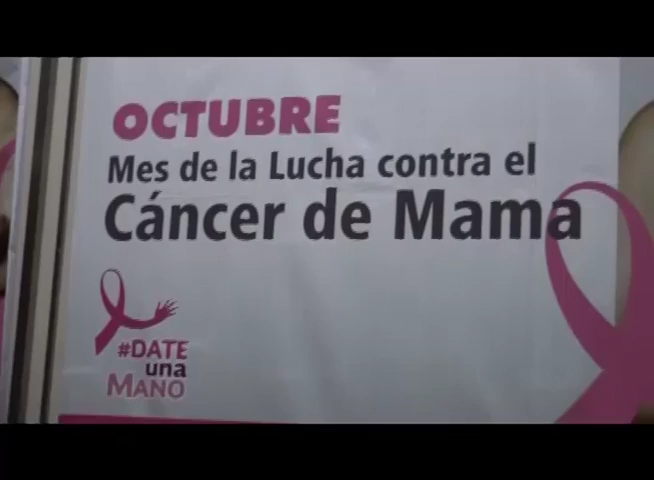 OCTUBRE
Mes de la Lucha contra el
Cáncer de Mama
#DATE
una
MANO